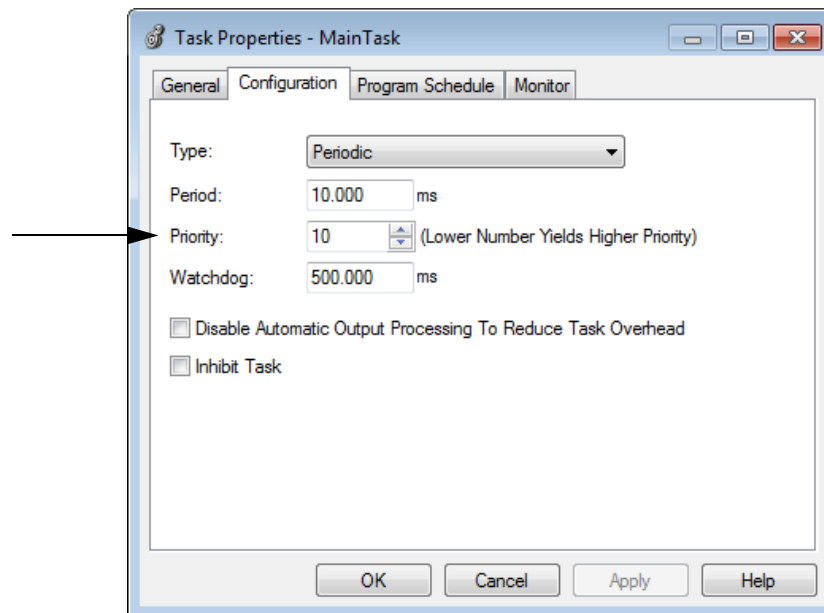 Task Properties - MainTask
General Configuration Program Schedule Monitor
Type: Periodic
Period: 10.000 ms
Priority: 10 (Lower Number Yields Higher Priority)
Watchdog: 500.000 ms
Disable Automatic Output Processing To Reduce Task Overhead
Inhibit Task
OK Cancel Apply Help